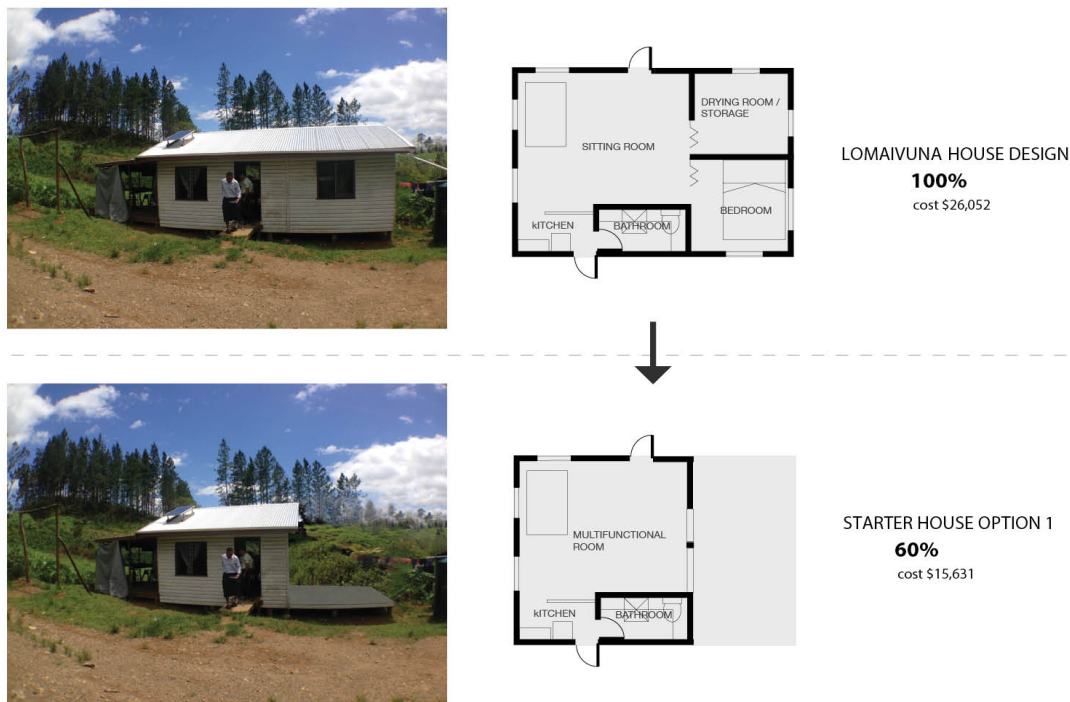 DRYING ROOM /
STORAGE
SITTING ROOM
kITCHEN
BATHROOM
BEDROOM
LOMAIVUNA HOUSE DESIGN
100%
cost $26,052
MULTIFUNCTIONAL
ROOM
kITCHEN
BATHROOM
STARTER HOUSE OPTION 1
60%
cost $15,631